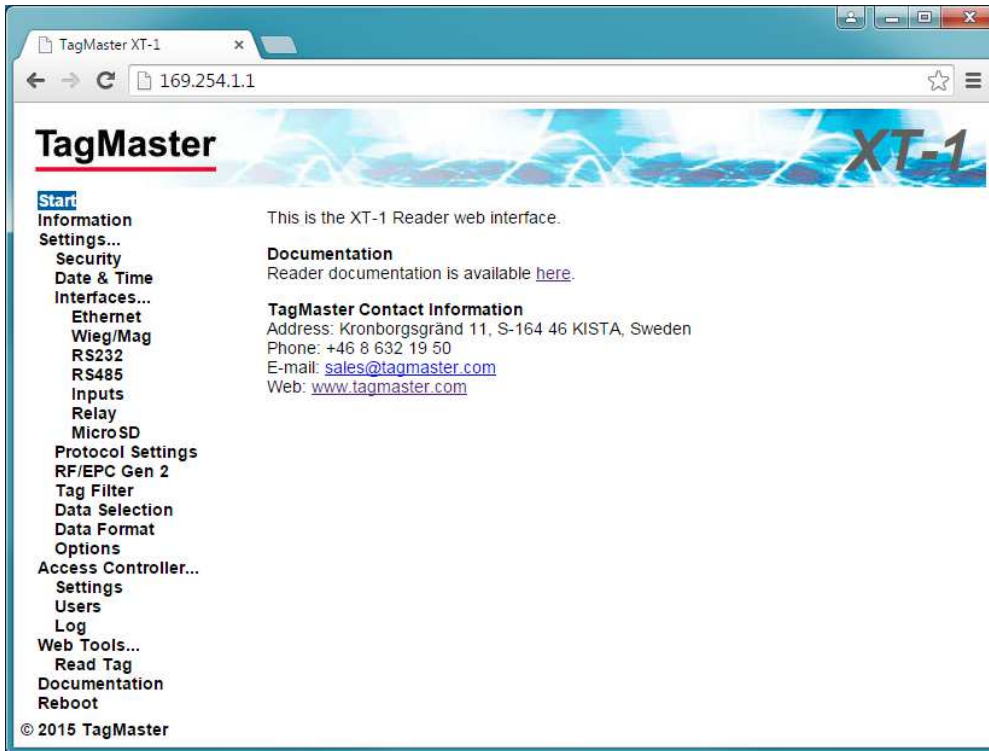 TagMaster XT-1
169.254.1.1
TagMaster
XT-1
Start
Information
Settings...
Security
Date & Time
Interfaces...
Ethernet
Wieg/Mag
RS232
RS485
Inputs
Relay
MicroSD
Protocol Settings
RF/EPC Gen 2
Tag Filter
Data Selection
Data Format
Options
Access Controller...
Settings
Users
Log
Web Tools...
Read Tag
Documentation
Reboot
© 2015 TagMaster
This is the XT-1 Reader web interface.
Documentation
Reader documentation is available here.
TagMaster Contact Information
Address: Kronborgsgränd 11, S-164 46 KISTA, Sweden
Phone: +46 8 632 19 50
E-mail: sales@tagmaster.com
Web: www.tagmaster.com